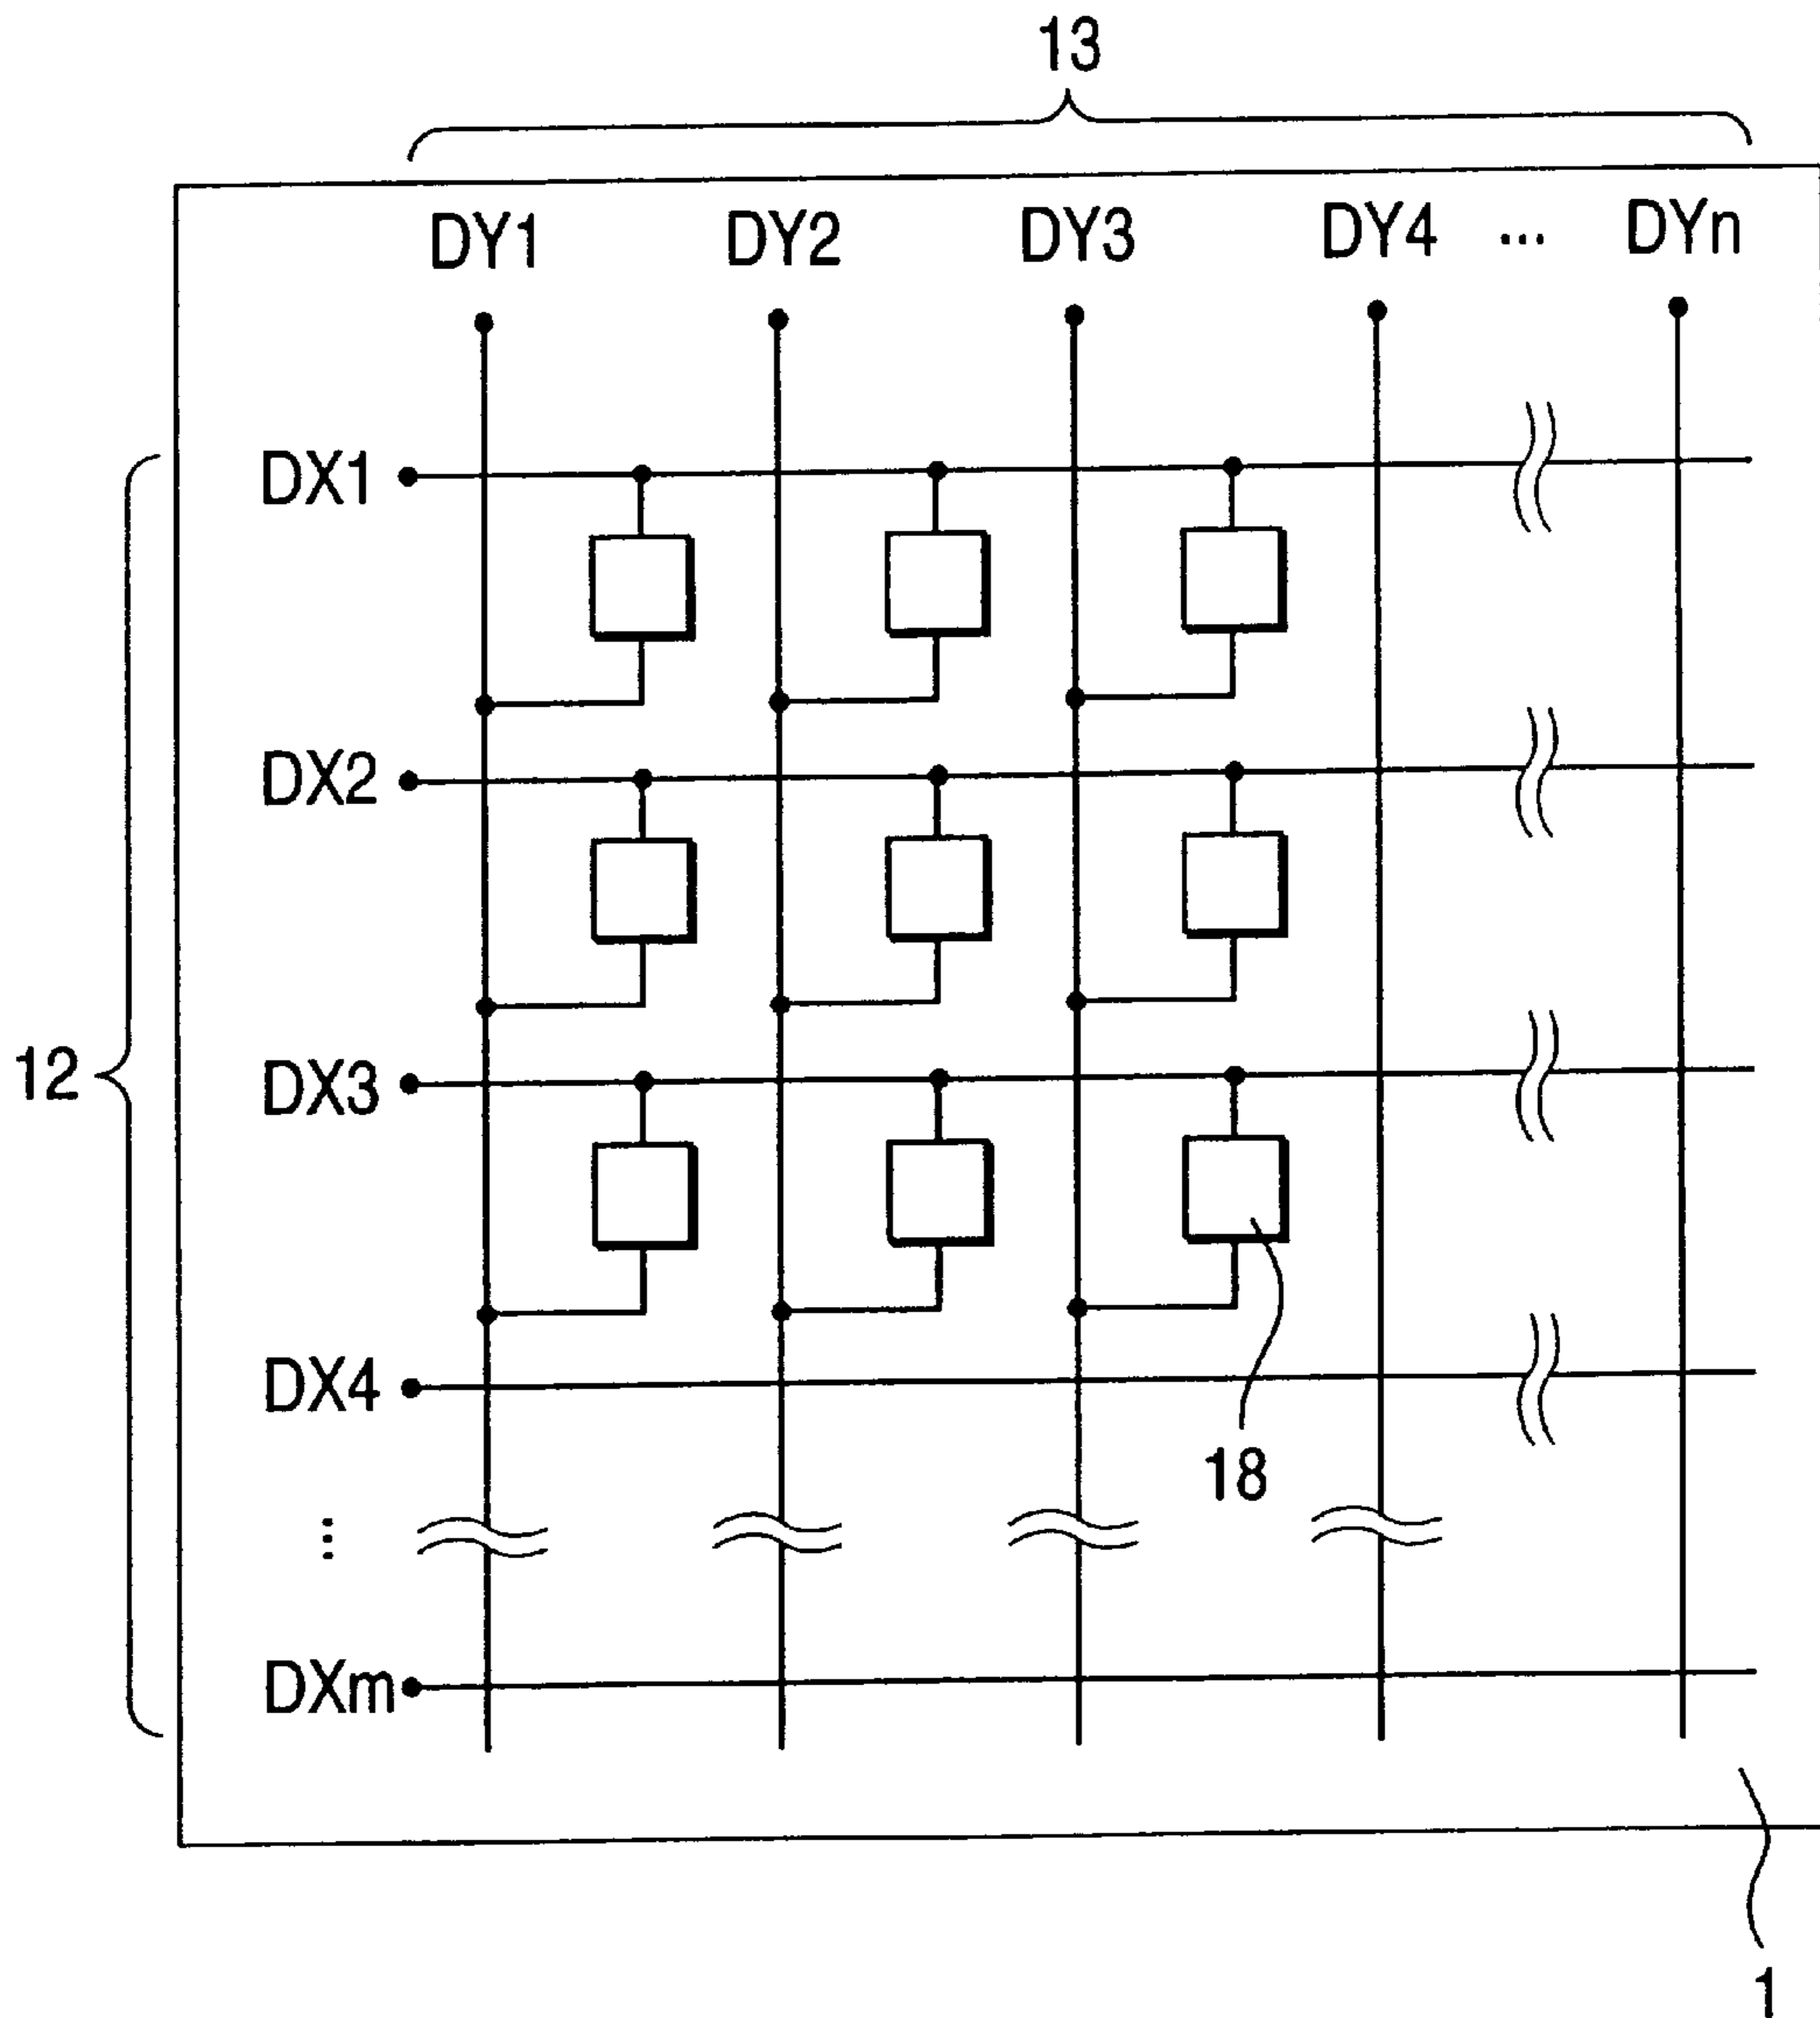 13
DY1 DY2 DY3 DY4 ... DYn
DX1
DX2
12
DX3
DX4
18
...
DXm
1